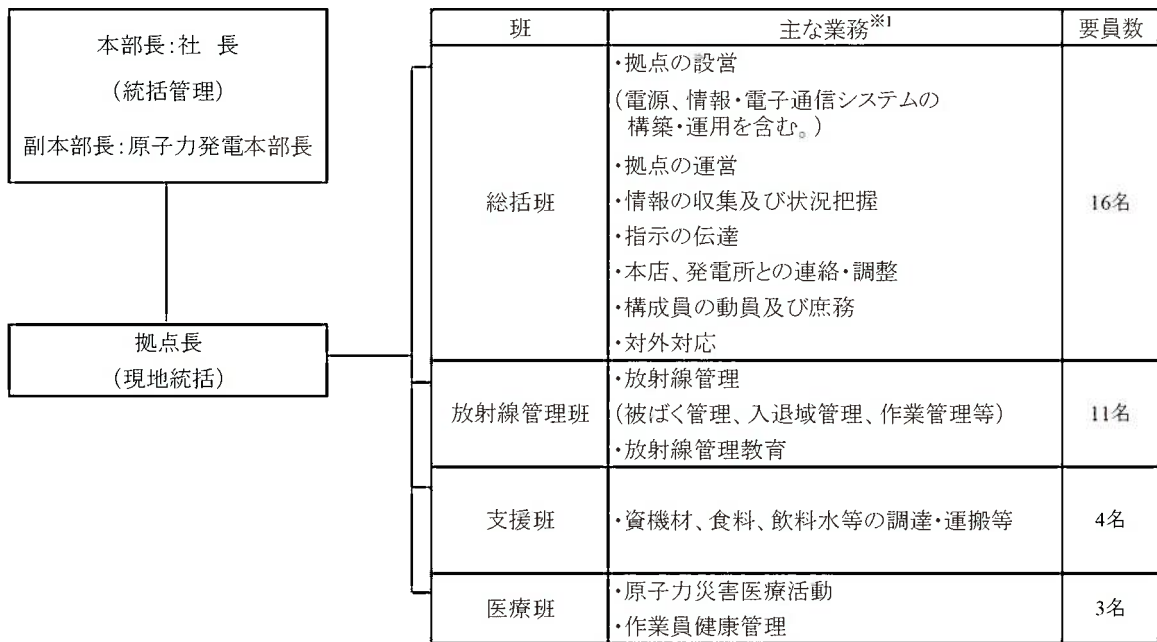 本部長：社　長
（統括管理）
副本部長：原子力発電本部長
拠点長
（現地統括）
班
主な業務※1
要員数
総括班
・拠点の設営
（電源、情報・電子通信システムの
構築・運用を含む。）
・拠点の運営
・情報の収集及び状況把握
・指示の伝達
・本店、発電所との連絡・調整
・構成員の動員及び庶務
・対外対応
16名
放射線管理班
・放射線管理
（被ばく管理、入退域管理、作業管理等）
・放射線管理教育
11名
支援班
・資機材、食料、飲料水等の調達・運搬等
4名
医療班
・原子力災害医療活動
・作業員健康管理
3名